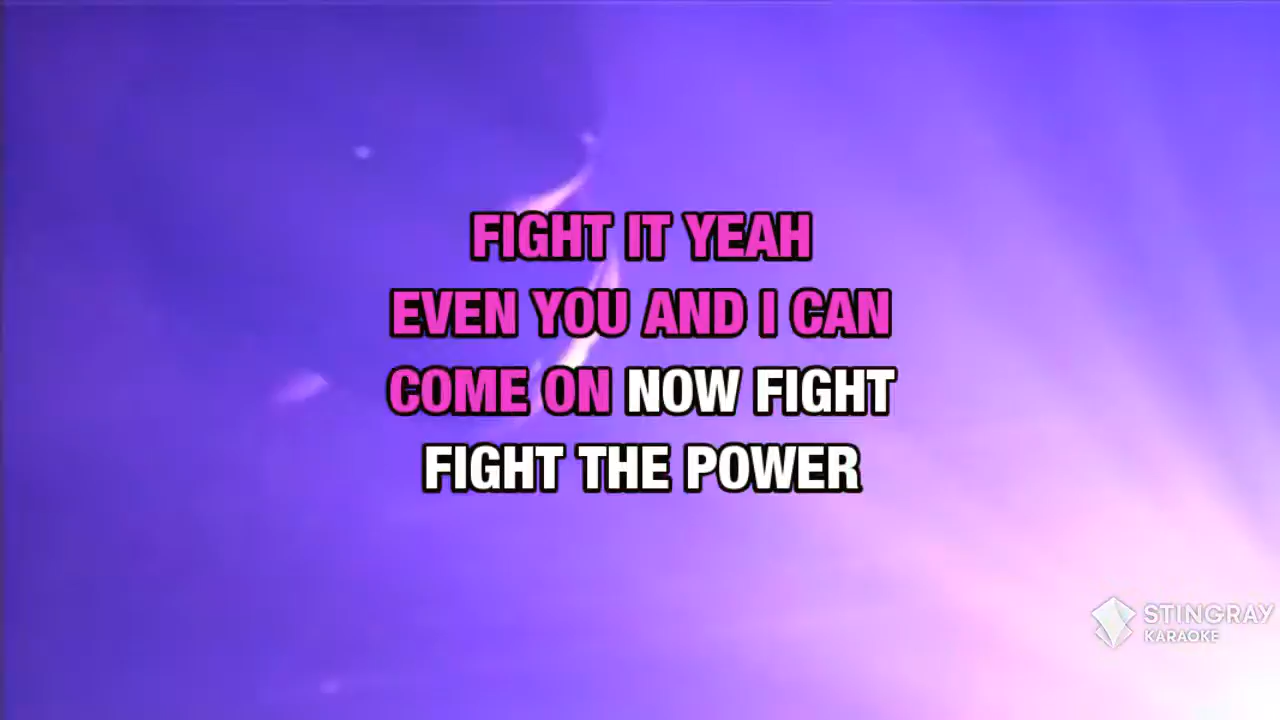 FIGHT IT YEAH
EVEN YOU AND I CAN
COME ON NOW FIGHT
FIGHT THE POWER
STINGRAY
KARAOKE